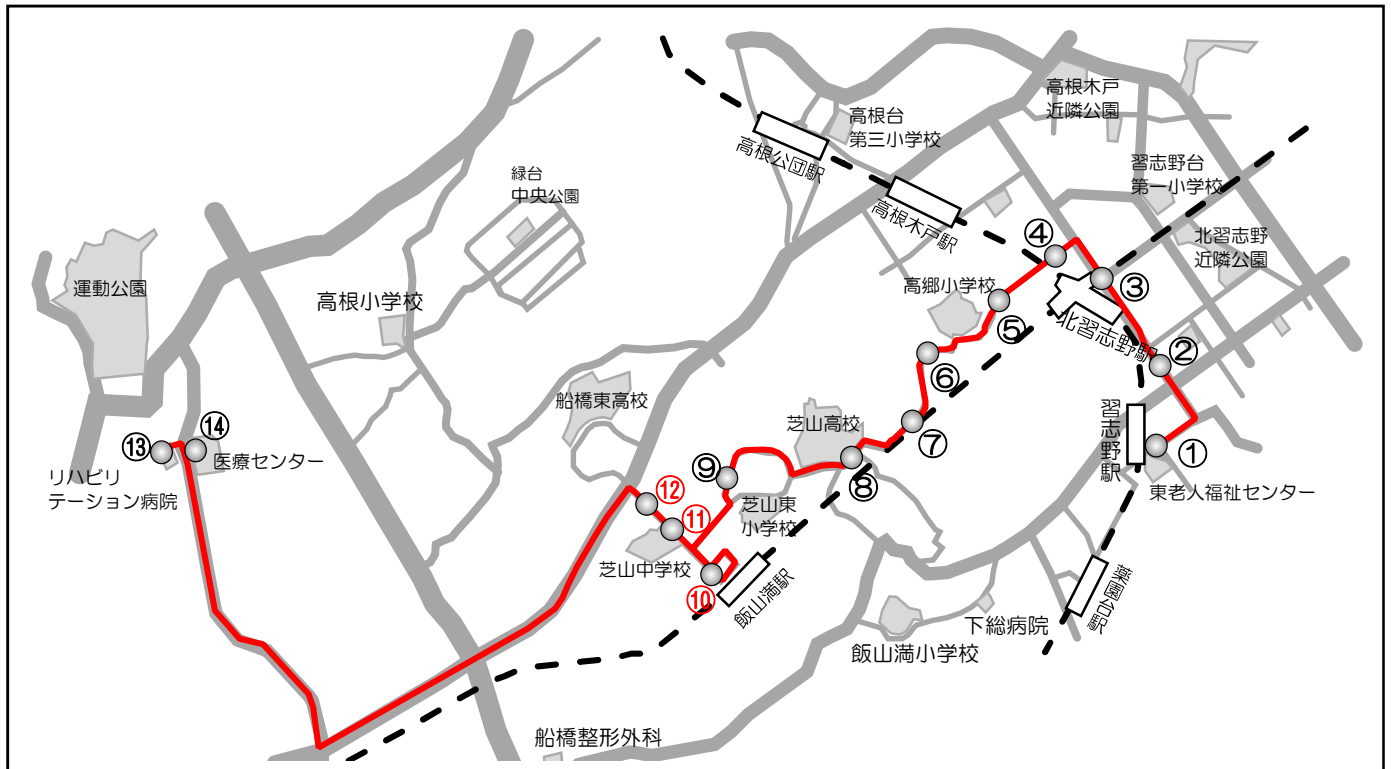 高根木戸
近隣公園
高根台
第三小学校
高根公団駅
習志野台
第一小学校
緑台
中央公園
高根木戸駅
④
北習志野
近隣公園
③
運動公園
高根小学校
高郷小学校
⑤
北習志野駅
②
⑥
船橋東高校
芝山高校
習志野駅
⑦
①
⑬
⑭
医療センター
リハビリ
テーション病院
⑨
⑧
東老人福祉センター
⑫
⑪
芝山東
小学校
芝山中学校
⑩
飯山満駅
薬園台駅
下総病院
飯山満小学校
船橋整形外科